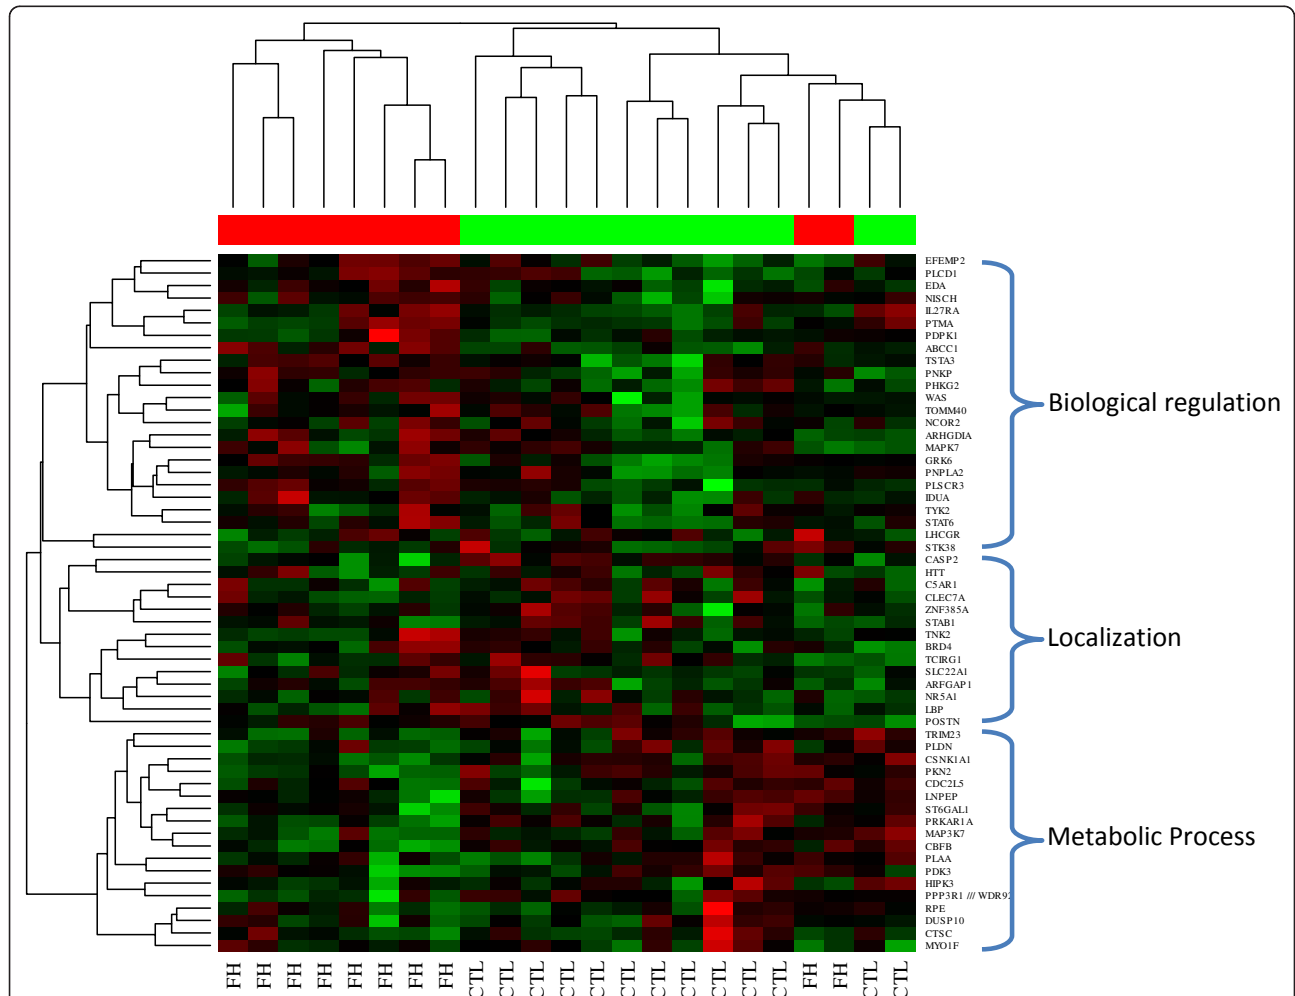 EFEMP2
PLCD1
EDA
NISCH
IL27RA
PTMA
PDPK1
ABCC1
TSTA3
PNKP
PHKG2
WAS
TOMM40
NCOR2
ARHGDIA
MAPK7
GRK6
PNPLA2
PLSCR3
IDUA
TYK2
STAT6
LHCGR
STK38
Biological regulation
CASP2
HTT
C5AR1
CLEC7A
ZNF385A
STAB1
TNK2
BRD4
TCIRG1
SLC22A1
ARFGAP1
NR5A1
LBP
POSTN
Localization
TRIM23
PLDN
CSNK1A1
PKN2
CDC2L5
LNPEP
ST6GAL1
PRKAR1A
MAP3K7
CBFB
PLAA
PDK3
HIPK3
PPP3R1 /// WDR92
RPE
DUSP10
CTSC
MYO1F
Metabolic Process
FH
FH
FH
FH
FH
FH
FH
FH
CTL
CTL
CTL
CTL
CTL
CTL
CTL
CTL
CTL
CTL
CTL
FH
FH
CTL
CTL